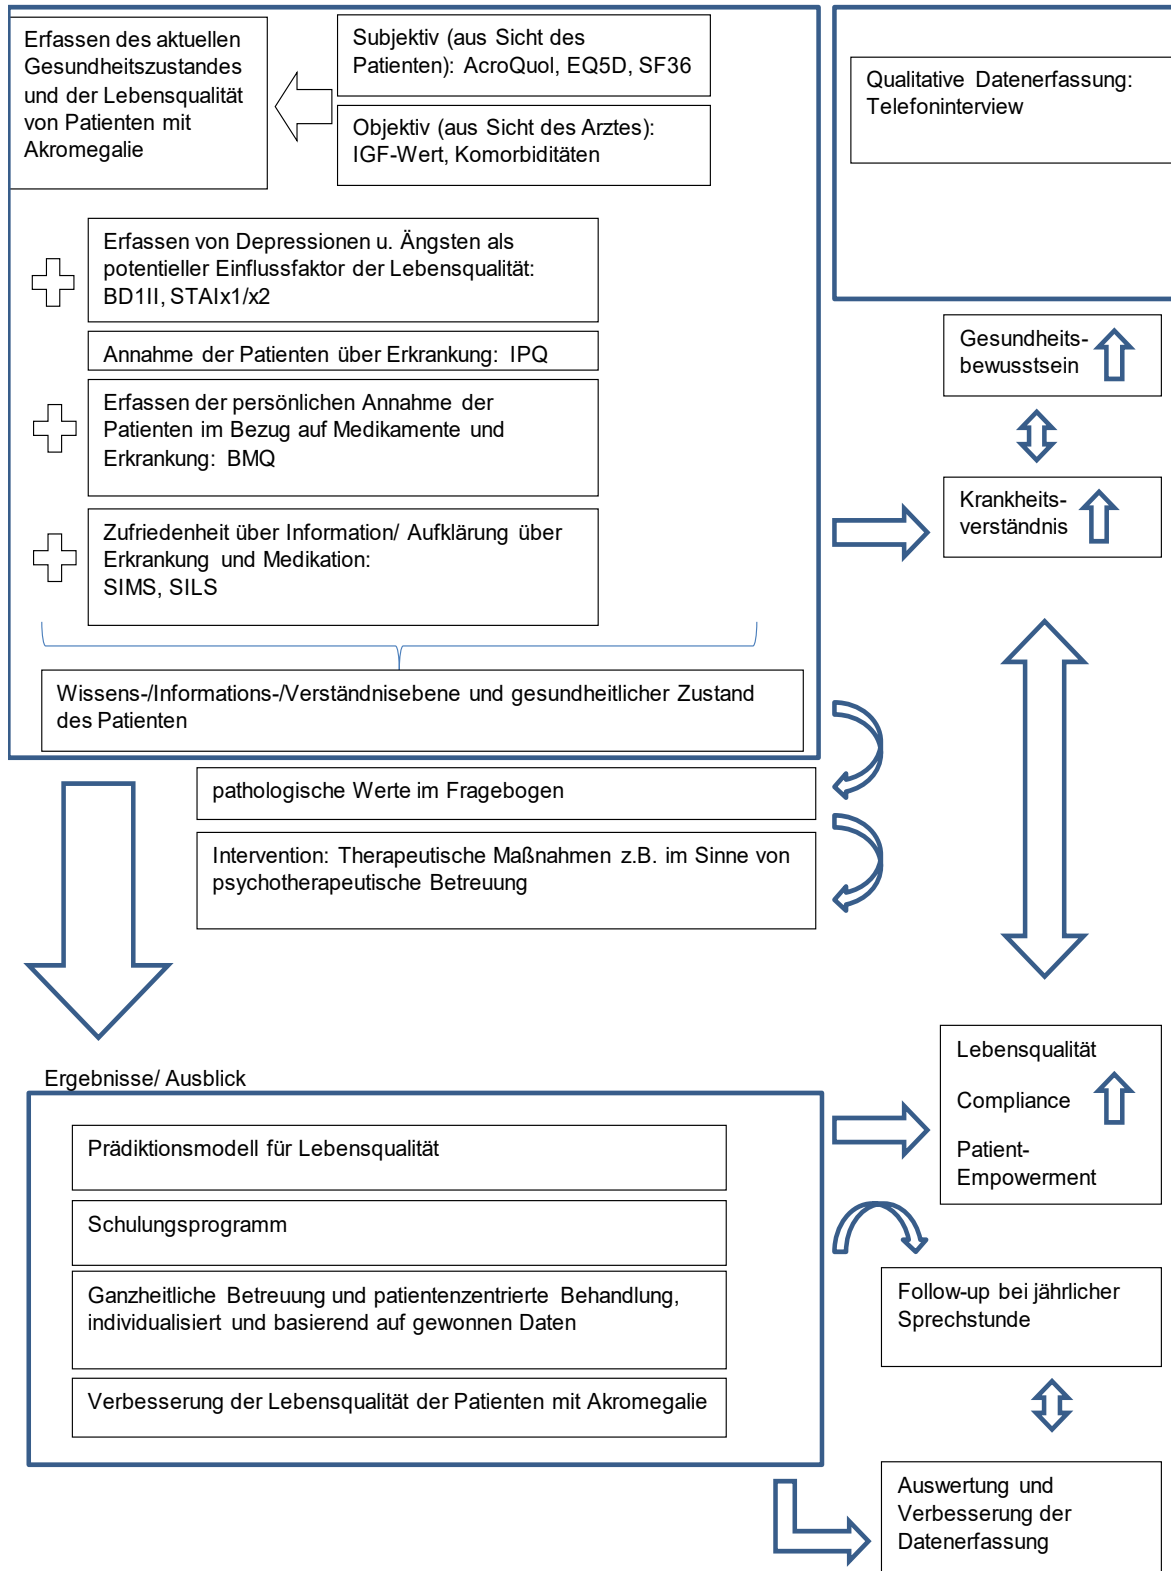 Erfassen des aktuellen
Gesundheitszustandes
und der Lebensqualität
von Patienten mit
Akromegalie
Subjektiv (aus Sicht des
Patienten): AcroQuol, EQ5D, SF36
Objektiv (aus Sicht des Arztes):
IGF-Wert, Komorbiditäten
Qualitative Datenerfassung:
Telefoninterview
Erfassen von Depressionen u. Ängsten als
potentieller Einflussfaktor der Lebensqualität:
BD1II, STAIx1/x2
Annahme der Patienten über Erkrankung: IPQ
Erfassen der persönlichen Annahme der
Patienten im Bezug auf Medikamente und
Erkrankung: BMQ
Zufriedenheit über Information/ Aufklärung über
Erkrankung und Medikation:
SIMS, SILS
Gesundheits-
bewusstsein
Krankheits-
verständnis
Wissens-/Informations-/Verständnisebene und gesundheitlicher Zustand
des Patienten
pathologische Werte im Fragebogen
Intervention: Therapeutische Maßnahmen z.B. im Sinne von
psychotherapeutische Betreuung
Ergebnisse/ Ausblick
Prädiktionsmodell für Lebensqualität
Schulungsprogramm
Ganzheitliche Betreuung und patientenzentrierte Behandlung,
individualisiert und basierend auf gewonnen Daten
Verbesserung der Lebensqualität der Patienten mit Akromegalie
Lebensqualität
Compliance
Patient-
Empowerment
Follow-up bei jährlicher
Sprechstunde
Auswertung und
Verbesserung der
Datenerfassung